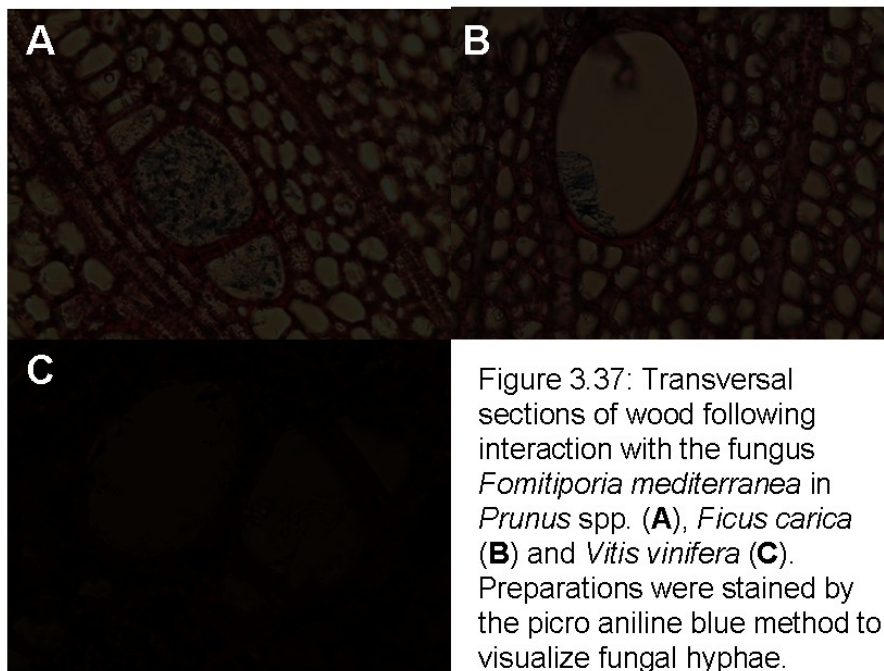 A
B
C
Figure 3.37: Transversal
sections of wood following
interaction with the fungus
Fomitiporia mediterranea in
Prunus spp. (A), Ficus carica
(B) and Vitis vinifera (C).
Preparations were stained by
the picro aniline blue method to
visualize fungal hyphae.